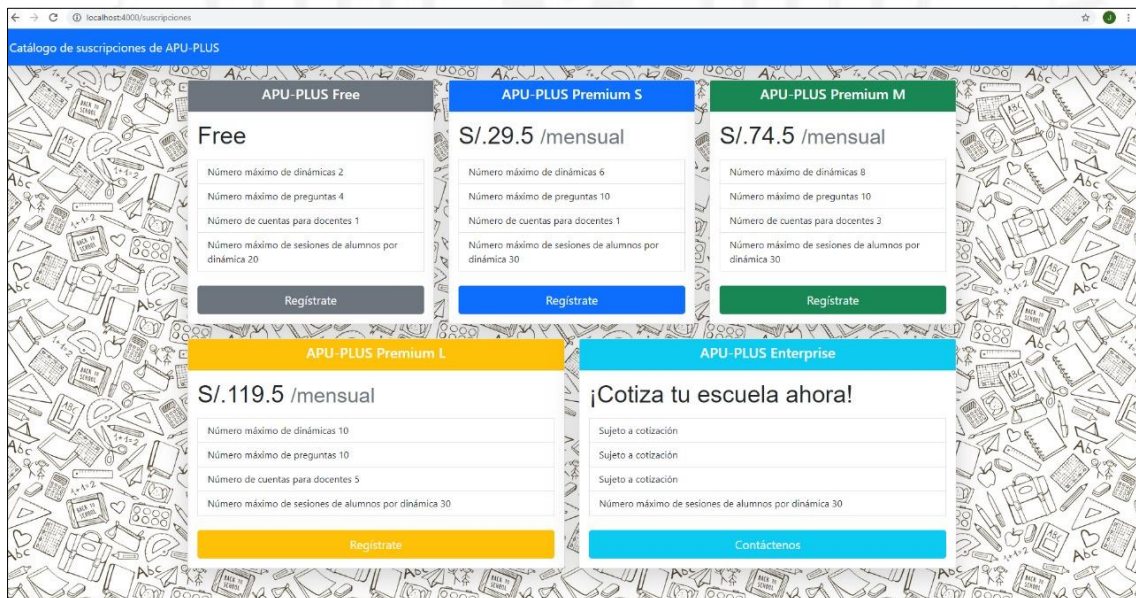 localhost:4000/suscripciones
J
Catálogo de suscripciones de APU-PLUS
APU-PLUS Free
Free
Número máximo de dinámicas 2
Número máximo de preguntas 4
Número de cuentas para docentes 1
Número máximo de sesiones de alumnos por
dinámica 20
Regístrate
APU-PLUS Premium S
S/.29.5 /mensual
Número máximo de dinámicas 6
Número máximo de preguntas 10
Número de cuentas para docentes 1
Número máximo de sesiones de alumnos por
dinámica 30
Regístrate
APU-PLUS Premium M
S/.74.5 /mensual
Número máximo de dinámicas 8
Número máximo de preguntas 10
Número de cuentas para docentes 3
Número máximo de sesiones de alumnos por
dinámica 30
Regístrate
APU-PLUS Premium L
S/.119.5 /mensual
Número máximo de dinámicas 10
Número máximo de preguntas 10
Número de cuentas para docentes 5
Número máximo de sesiones de alumnos por dinámica 30
Regístrate
APU-PLUS Enterprise
¡Cotiza tu escuela ahora!
Sujeto a cotización
Sujeto a cotización
Sujeto a cotización
Número máximo de sesiones de alumnos por dinámica 30
Contáctenos